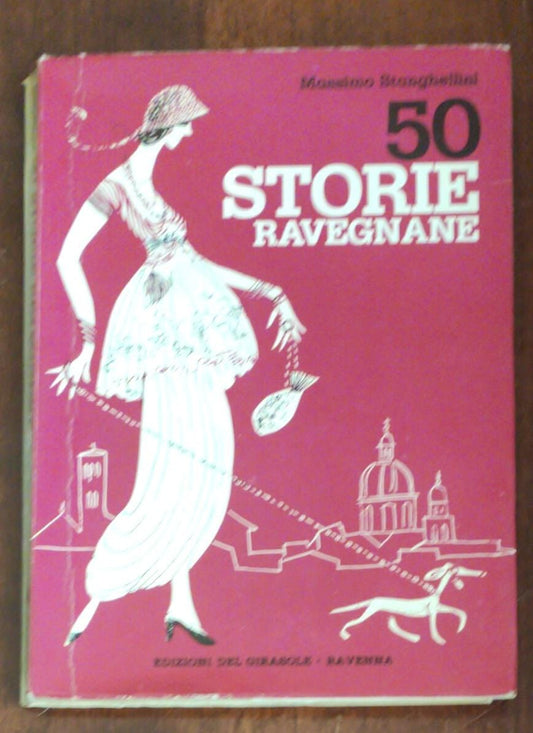 Massimo Stanghellini
50
STORIE
RAVEGNANE
EDIZIONI DEL GIRASOLE - RAVENNA